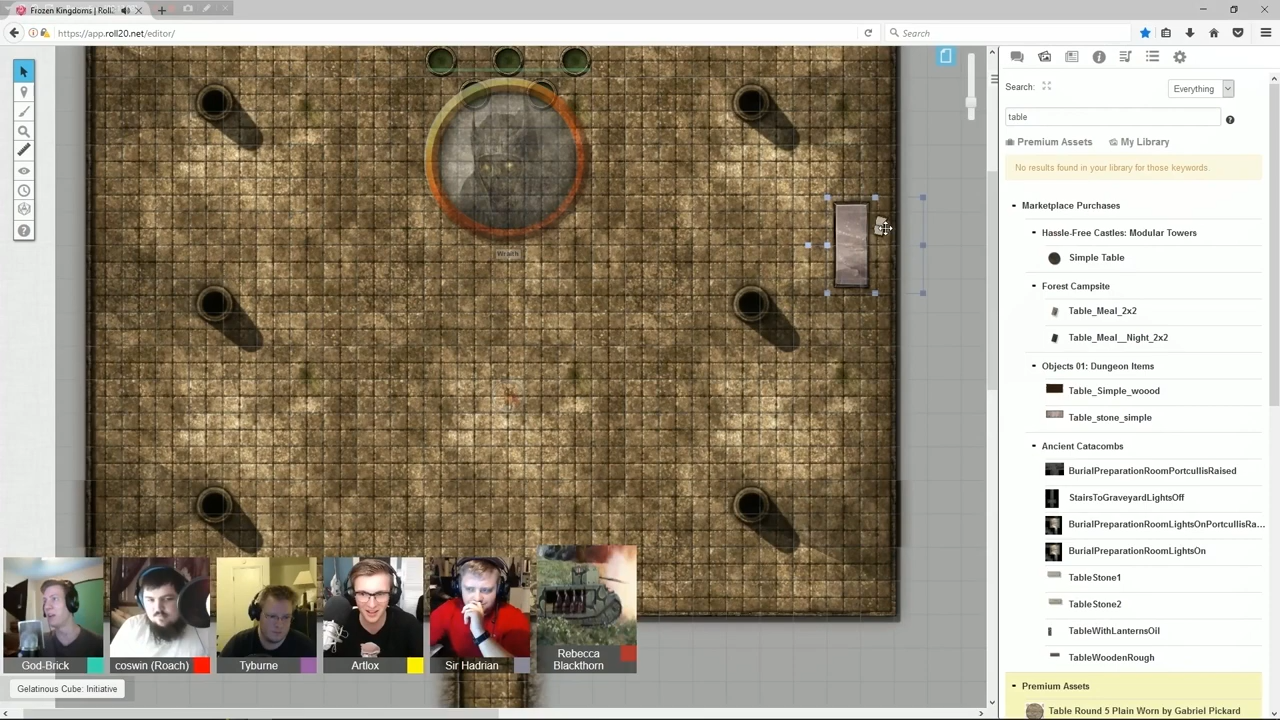 Frozen Kingdoms | Roll20
https://app.roll20.net/editor/
Search
Search:
Everything
table
Premium Assets
My Library
No results found in your library for those keywords.
Marketplace Purchases
Hassle-Free Castles: Modular Towers
Simple Table
Forest Campsite
Table_Meal_2x2
Table_Meal__Night_2x2
Objects 01: Dungeon Items
Table_Simple_woood
Table_stone_simple
Ancient Catacombs
BurialPreparationRoomPortcullisRaised
StairsToGraveyardLightsOff
BurialPreparationRoomLightsOnPortcullisRa...
BurialPreparationRoomLightsOn
TableStone1
TableStone2
TableWithLanternsOil
TableWoodenRough
Premium Assets
Table Round 5 Plain Worn by Gabriel Pickard
Wraith
God-Brick
coswin (Roach)
Tyburne
Artlox
Sir Hadrian
Rebecca
Blackthorn
Gelatinous Cube: Initiative